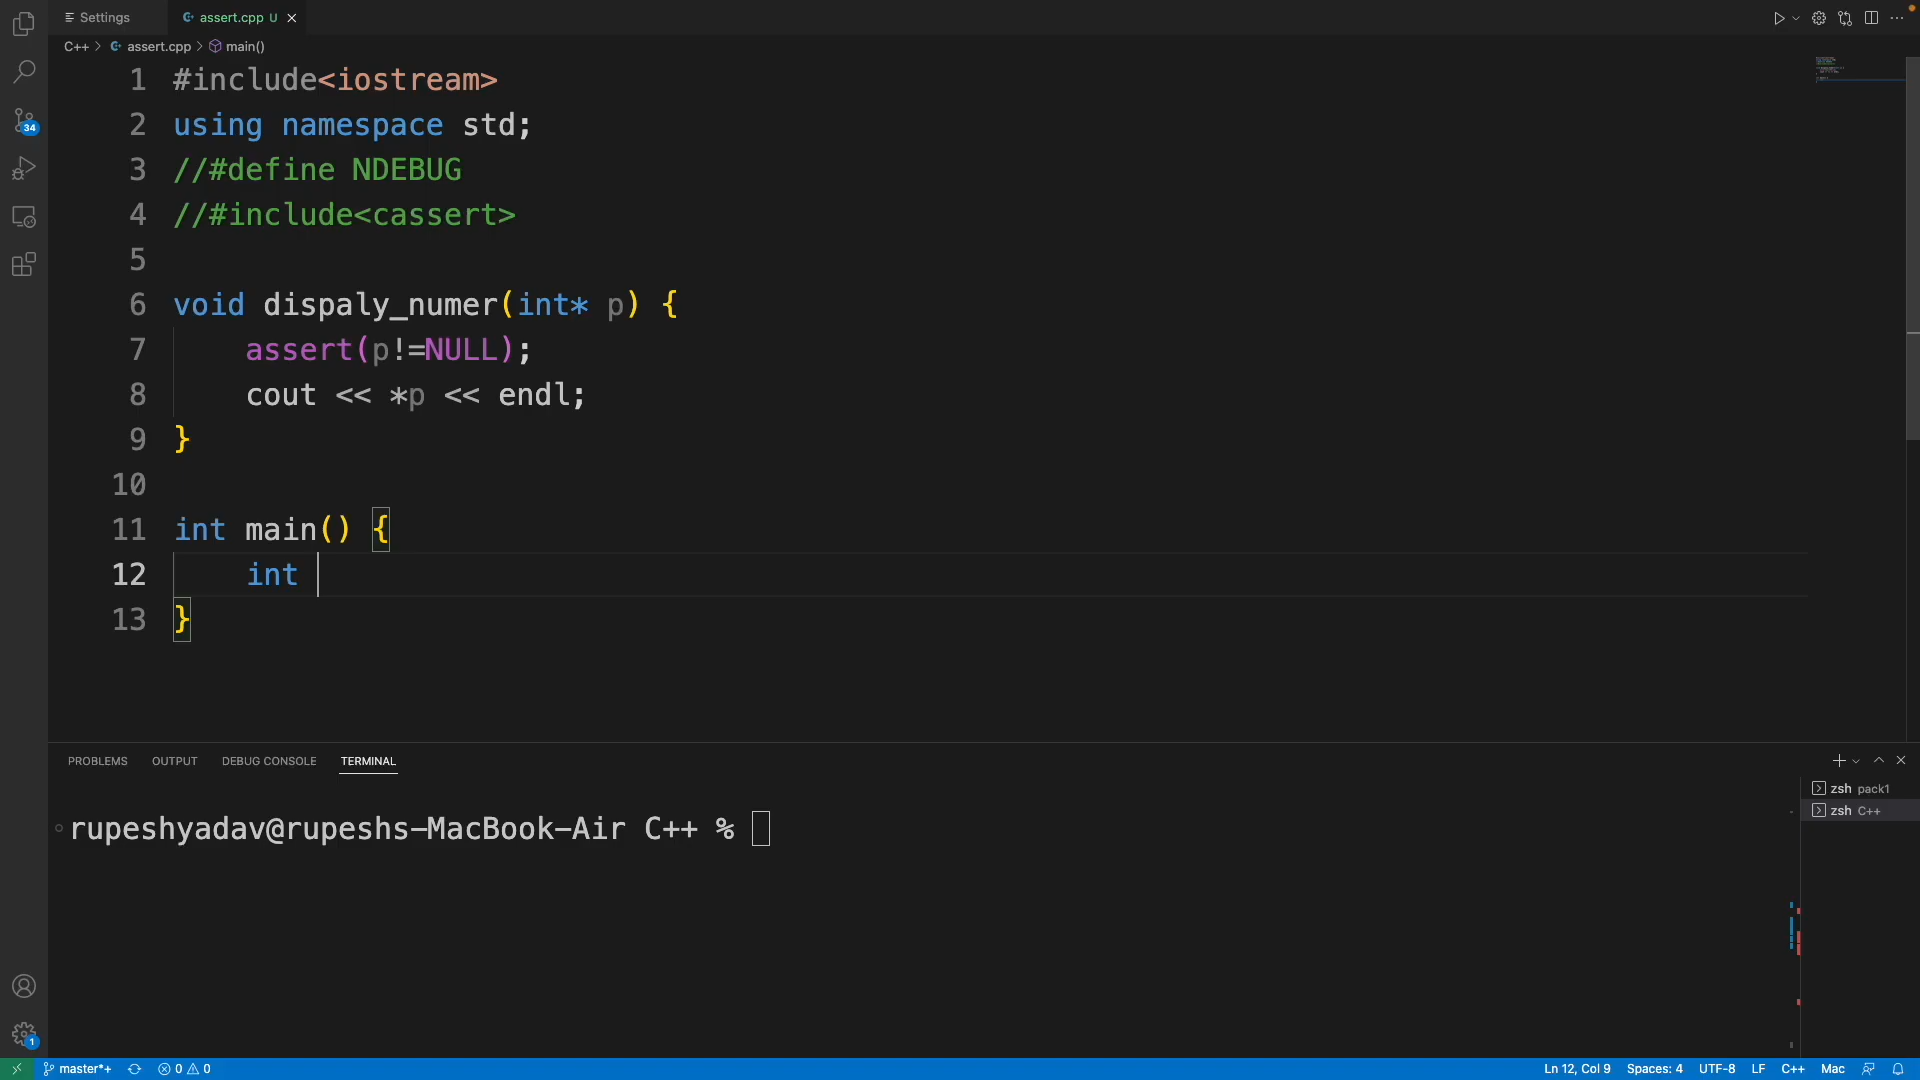 Settings
assert.cpp U
C++ > assert.cpp > main()
1 #include<iostream>
2 using namespace std;
3 //#define NDEBUG
4 //#include<cassert>
5
6 void dispaly_numer(int* p) {
7 assert(p!=NULL);
8 cout << *p << endl;
9 }
10
11 int main() {
12 int
13 }
34
1
PROBLEMS OUTPUT DEBUG CONSOLE TERMINAL
zsh pack1
zsh C++
rupeshyadav@rupeshs-MacBook-Air C++ %
master*+ 0 0 Ln 12, Col 9 Spaces: 4 UTF-8 LF C++ Mac